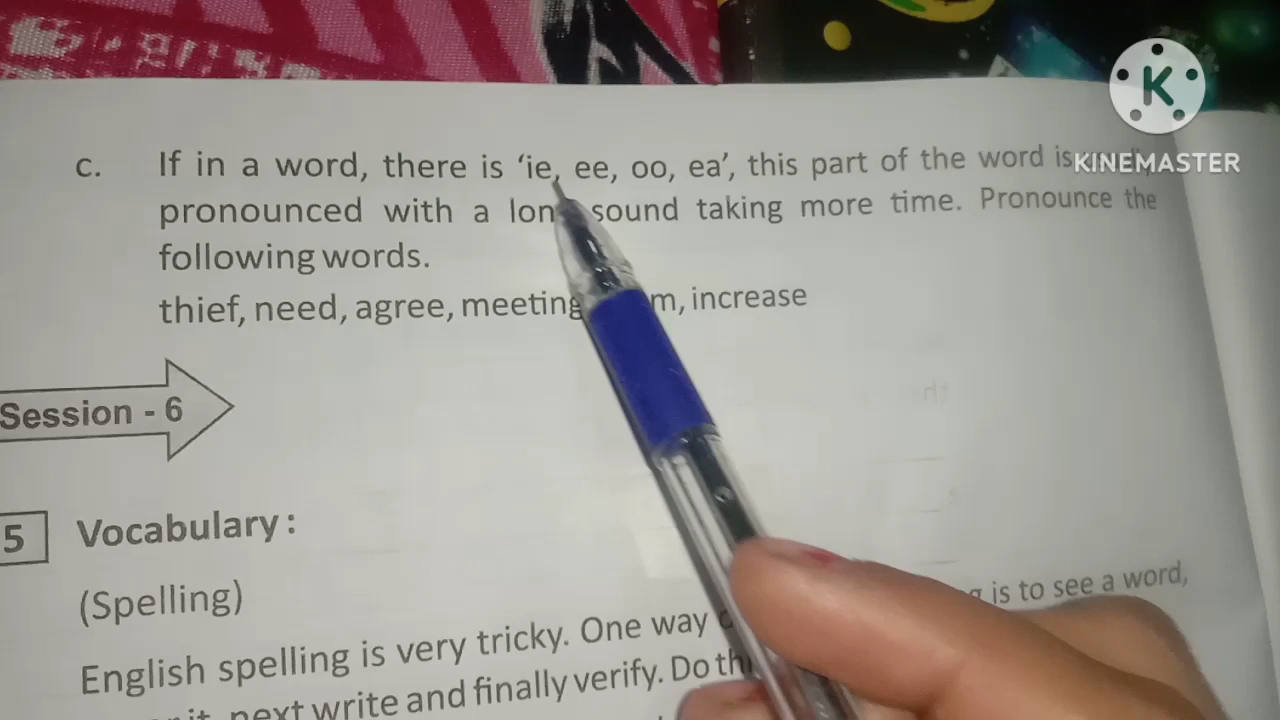 K
KINEMASTER
c. If in a word, there is 'ie, ee, oo, ea', this part of the word is
pronounced with a long sound taking more time. Pronounce the
following words.
thief, need, agree, meeting, increase
Session - 6
5 Vocabulary :
(Spelling)
English spelling is very tricky. One way is to see a word,
next write and finally verify. Do